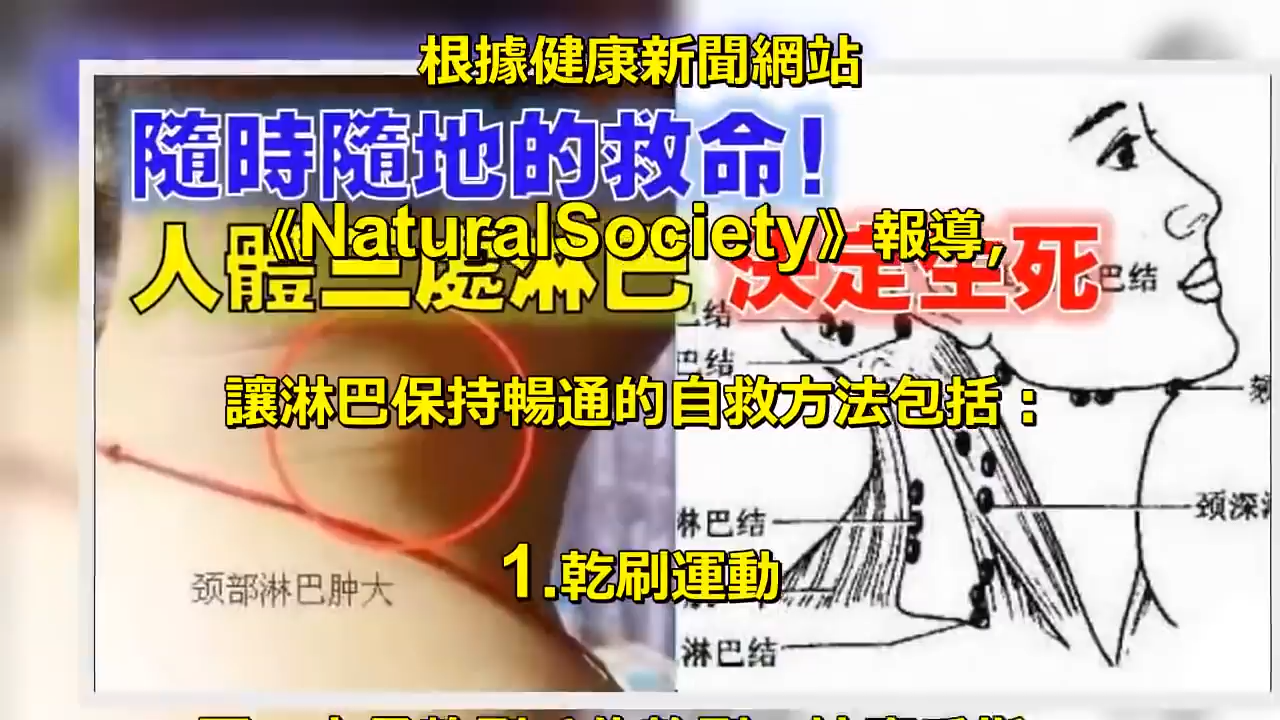 根據健康新聞網站
隨時隨地的救命!
《NaturalSociety》報導,
人體三處淋巴 決定生死
巴结
巴结
巴结
讓淋巴保持暢通的自救方法包括：
颈深
淋巴结
1.乾刷運動
颈部淋巴肿大
淋巴结